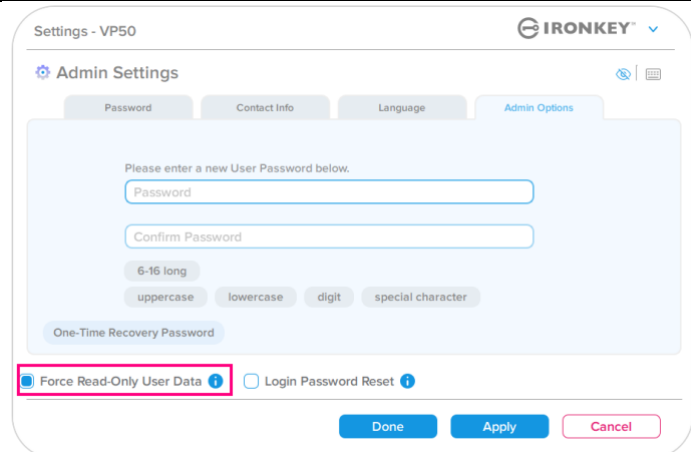 Settings - VP50
IRONKEY™
Admin Settings
Password Contact Info Language Admin Options
Please enter a new User Password below.
Password
Confirm Password
6-16 long
uppercase lowercase digit special character
One-Time Recovery Password
Force Read-Only User Data i Login Password Reset i
Done Apply Cancel